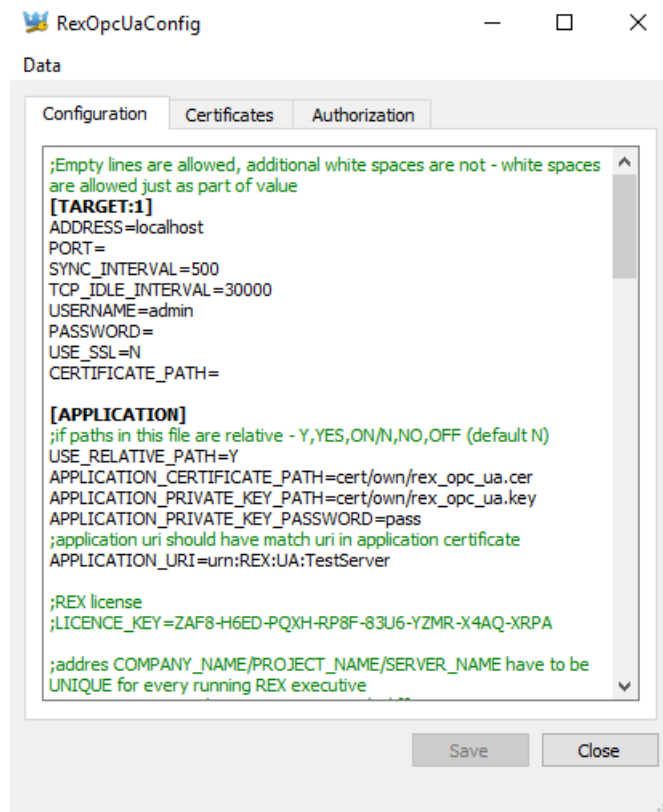 RexOpcUaConfig
Data
Configuration Certificates Authorization
;Empty lines are allowed, additional white spaces are not - white spaces
are allowed just as part of value
[TARGET:1]
ADDRESS=localhost
PORT=
SYNC_INTERVAL=500
TCP_IDLE_INTERVAL=30000
USERNAME=admin
PASSWORD=
USE_SSL=N
CERTIFICATE_PATH=
[APPLICATION]
;if paths in this file are relative - Y,YES,ON/N,NO,OFF (default N)
USE_RELATIVE_PATH=Y
APPLICATION_CERTIFICATE_PATH=cert/own/rex_opc_ua.cer
APPLICATION_PRIVATE_KEY_PATH=cert/own/rex_opc_ua.key
APPLICATION_PRIVATE_KEY_PASSWORD=pass
;application uri should have match uri in application certificate
APPLICATION_URI=urn:REX:UA:TestServer
;REX license
;LICENCE_KEY=ZAF8-H6ED-PQXH-RP8F-83U6-YZMR-X4AQ-XRPA
;addres COMPANY_NAME/PROJECT_NAME/SERVER_NAME have to be
UNIQUE for every running REX executive
Save Close